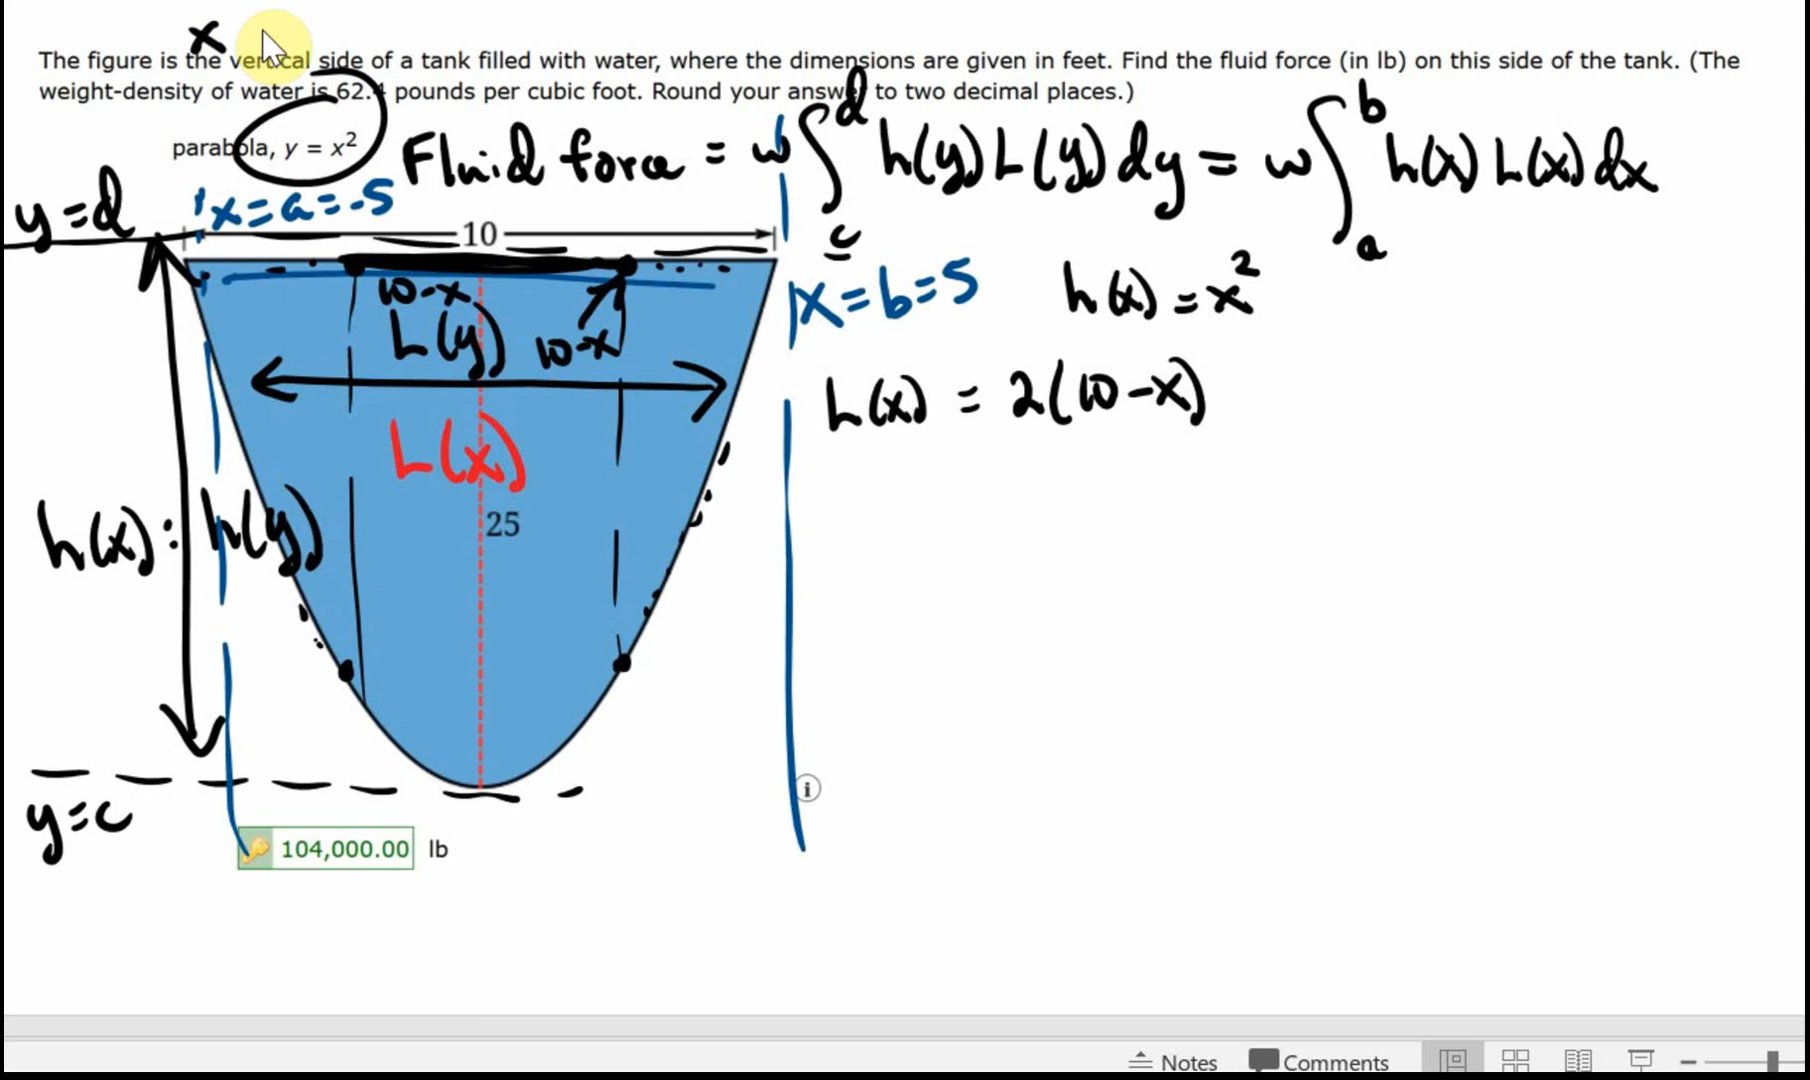 x
The figure is the vertical side of a tank filled with water, where the dimensions are given in feet. Find the fluid force (in lb) on this side of the tank. (The
weight-density of water is 62.4 pounds per cubic foot. Round your answer to two decimal places.)
parabola, y = x²
Fluid force = w∫_c^d h(y) L(y) dy = w∫_a^b h(x) L(x) dx
y = d
x = a = -5
10
x = b = 5
h(x) = x²
10-x
L(y)
10-x
L(x) = 2(10-x)
L(x)
25
h(x) : h(y)
y = c
104,000.00 lb
Notes
Comments